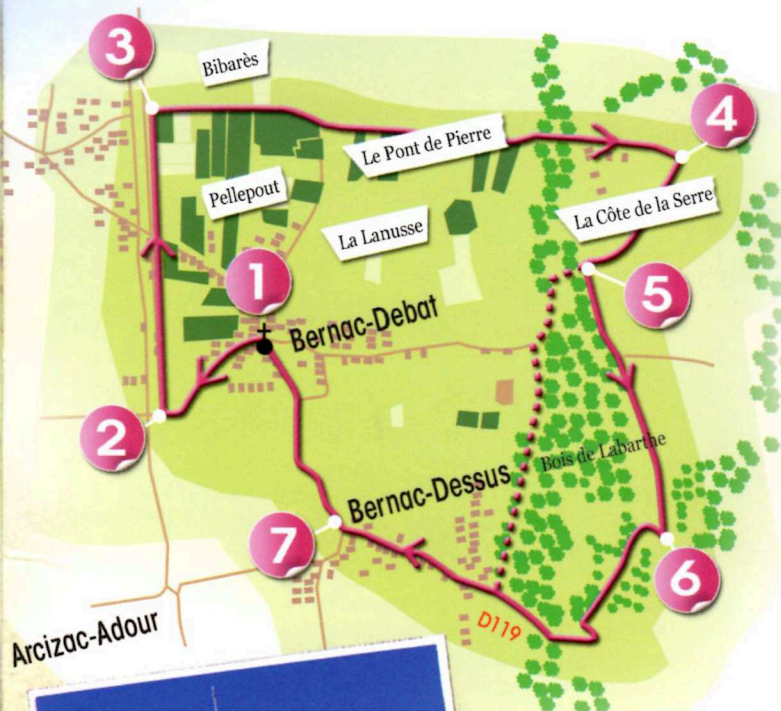 3
Bibarès
4
Le Pont de Pierre
Pellepout
La Côte de la Serre
La Lanusse
1
5
Bernac-Debat
2
Bois de Labarthe
Bernac-Dessus
7
6
D119
Arcizac-Adour